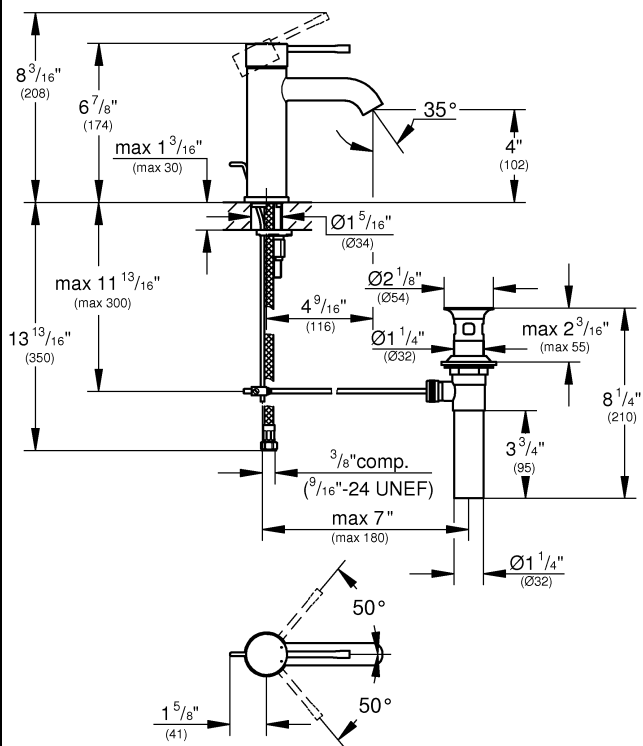 8 3/16"
(208)
6 7/8"
(174)
max 1 3/16"
(max 30)
35°
4"
(102)
Ø1 5/16"
(Ø34)
max 11 13/16"
(max 300)
Ø2 1/8"
(Ø54)
4 9/16"
(116)
13 13/16"
(350)
Ø1 1/4"
(Ø32)
max 2 3/16"
(max 55)
8 1/4"
(210)
3 3/4"
(95)
3/8"comp.
(9/16"-24 UNEF)
max 7"
(max 180)
Ø1 1/4"
(Ø32)
50°
50°
1 5/8"
(41)